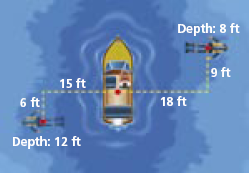 Depth: 8 ft
9 ft
15 ft
18 ft
6 ft
Depth: 12 ft